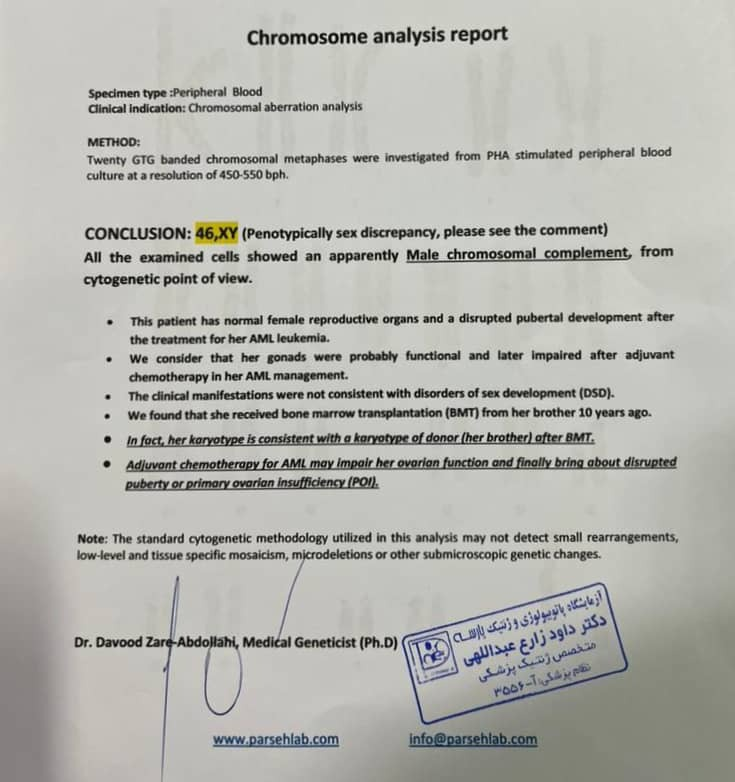 Chromosome analysis report
Specimen type :Peripheral Blood
Clinical indication: Chromosomal aberration analysis
METHOD:
Twenty GTG banded chromosomal metaphases were investigated from PHA stimulated peripheral blood
culture at a resolution of 450-550 bph.
CONCLUSION: 46,XY (Penotypically sex discrepancy, please see the comment)
All the examined cells showed an apparently Male chromosomal complement, from
cytogenetic point of view.
• This patient has normal female reproductive organs and a disrupted pubertal development after
the treatment for her AML leukemia.
• We consider that her gonads were probably functional and later impaired after adjuvant
chemotherapy in her AML management.
• The clinical manifestations were not consistent with disorders of sex development (DSD).
• We found that she received bone marrow transplantation (BMT) from her brother 10 years ago.
• In fact, her karyotype is consistent with a karyotype of donor (her brother) after BMT.
• Adjuvant chemotherapy for AML may impair her ovarian function and finally bring about disrupted
puberty or primary ovarian insufficiency (POI).
Note: The standard cytogenetic methodology utilized in this analysis may not detect small rearrangements,
low-level and tissue specific mosaicism, microdeletions or other submicroscopic genetic changes.
Dr. Davood Zare-Abdollahi, Medical Geneticist (Ph.D)
آزمایشگاه پاتوبیولوژی و ژنتیک پارسه
دکتر داود زارع عبداللهی
متخصص ژنتیک پزشکی
نظام پزشکی: آ-۳۵۵۶
www.parsehlab.com
info@parsehlab.com